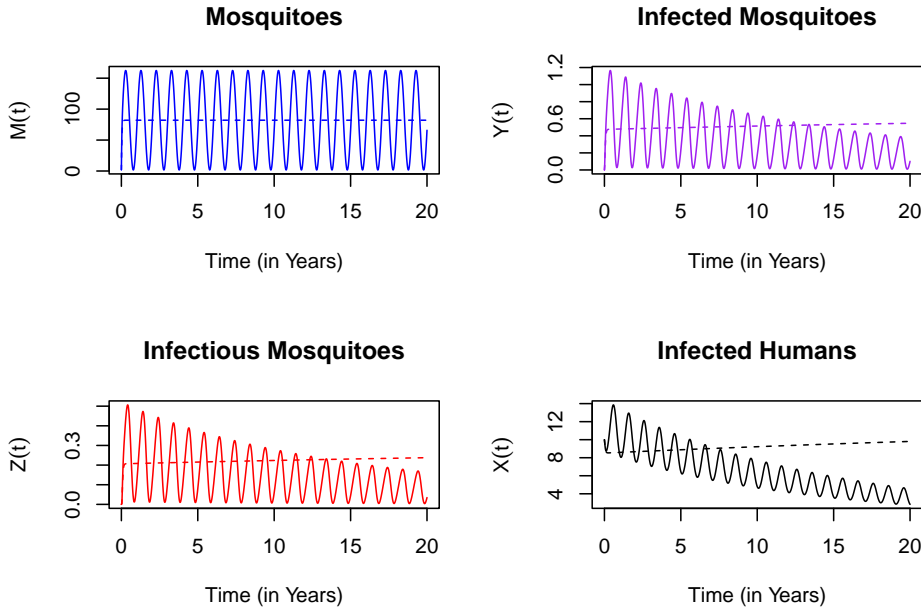 Mosquitoes
M(t)
100
0
0 5 10 15 20
Time (in Years)
Infected Mosquitoes
Y(t)
1.2
0.6
0.0
0 5 10 15 20
Time (in Years)
Infectious Mosquitoes
Z(t)
0.3
0.0
0 5 10 15 20
Time (in Years)
Infected Humans
X(t)
12
8
4
0 5 10 15 20
Time (in Years)